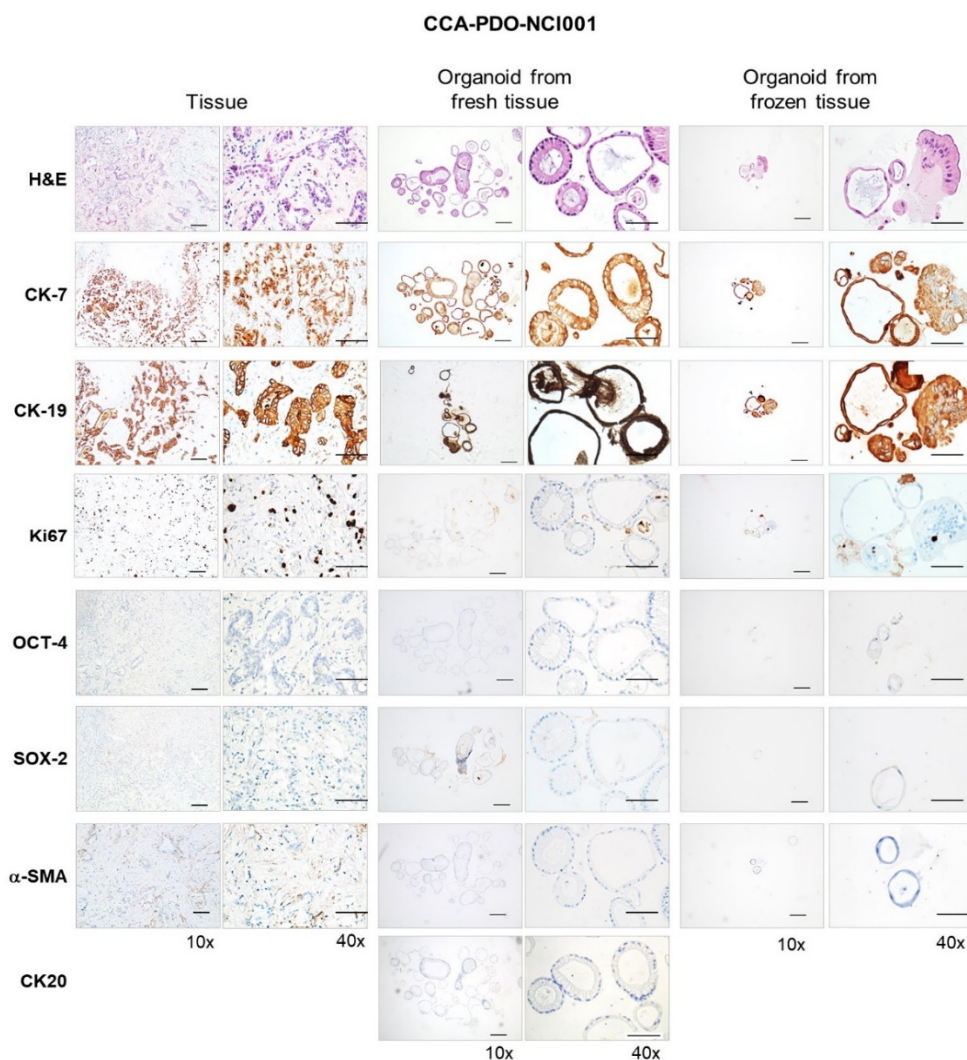 CCA-PDO-NCI001
Tissue
Organoid from
fresh tissue
Organoid from
frozen tissue
H&E
CK-7
CK-19
Ki67
OCT-4
SOX-2
α-SMA
10x
40x
10x
40x
CK20
10x
40x